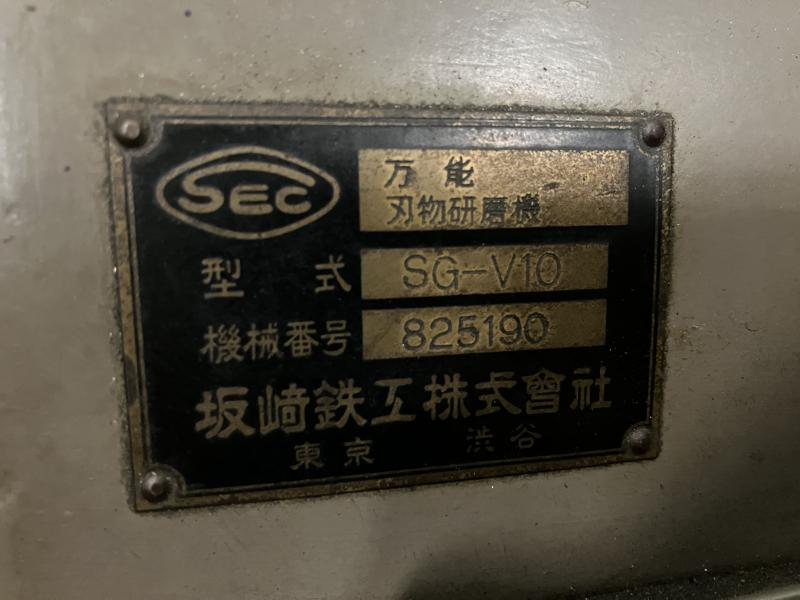 SEC
万能
刃物研磨機
型式 SG-V10
機械番号 825190
坂﨑鉄工株式會社
東京 渋谷